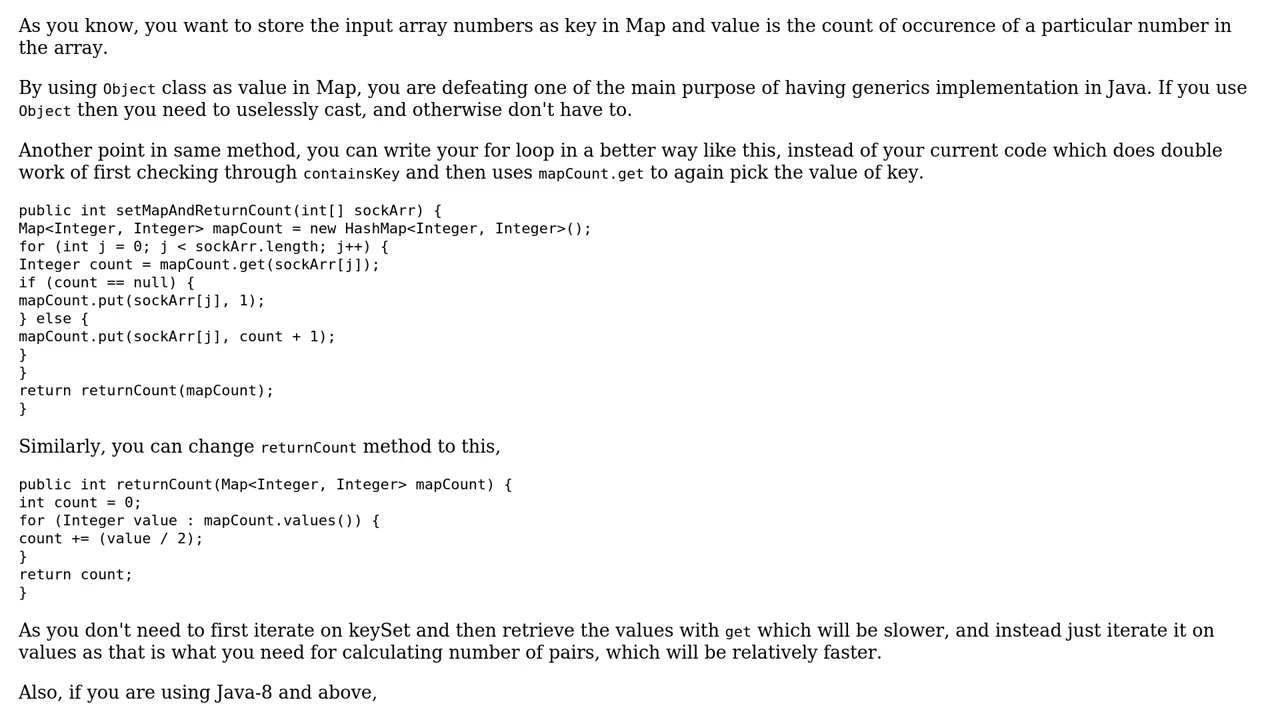 As you know, you want to store the input array numbers as key in Map and value is the count of occurence of a particular number in
the array.
By using Object class as value in Map, you are defeating one of the main purpose of having generics implementation in Java. If you use
Object then you need to uselessly cast, and otherwise don't have to.
Another point in same method, you can write your for loop in a better way like this, instead of your current code which does double
work of first checking through containsKey and then uses mapCount.get to again pick the value of key.
public int setMapAndReturnCount(int[] sockArr) {
Map<Integer, Integer> mapCount = new HashMap<Integer, Integer>();
for (int j = 0; j < sockArr.length; j++) {
Integer count = mapCount.get(sockArr[j]);
if (count == null) {
mapCount.put(sockArr[j], 1);
} else {
mapCount.put(sockArr[j], count + 1);
}
}
return returnCount(mapCount);
}
Similarly, you can change returnCount method to this,
public int returnCount(Map<Integer, Integer> mapCount) {
int count = 0;
for (Integer value : mapCount.values()) {
count += (value / 2);
}
return count;
}
As you don't need to first iterate on keySet and then retrieve the values with get which will be slower, and instead just iterate it on
values as that is what you need for calculating number of pairs, which will be relatively faster.
Also, if you are using Java-8 and above,